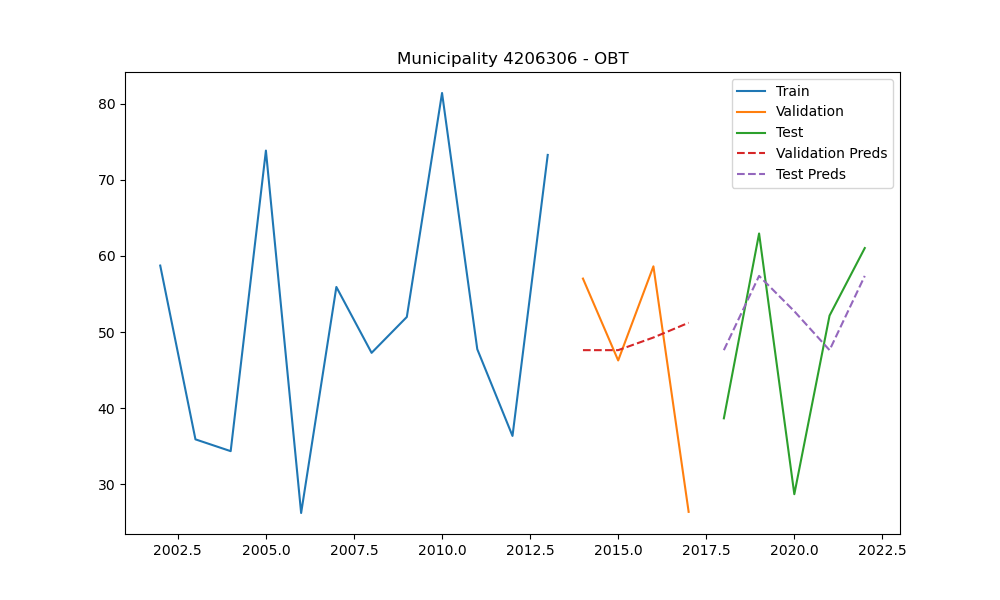 Municipality 4206306 - OBT
Train
Validation
Test
Validation Preds
Test Preds
80
70
60
50
40
30
2002.5 2005.0 2007.5 2010.0 2012.5 2015.0 2017.5 2020.0 2022.5